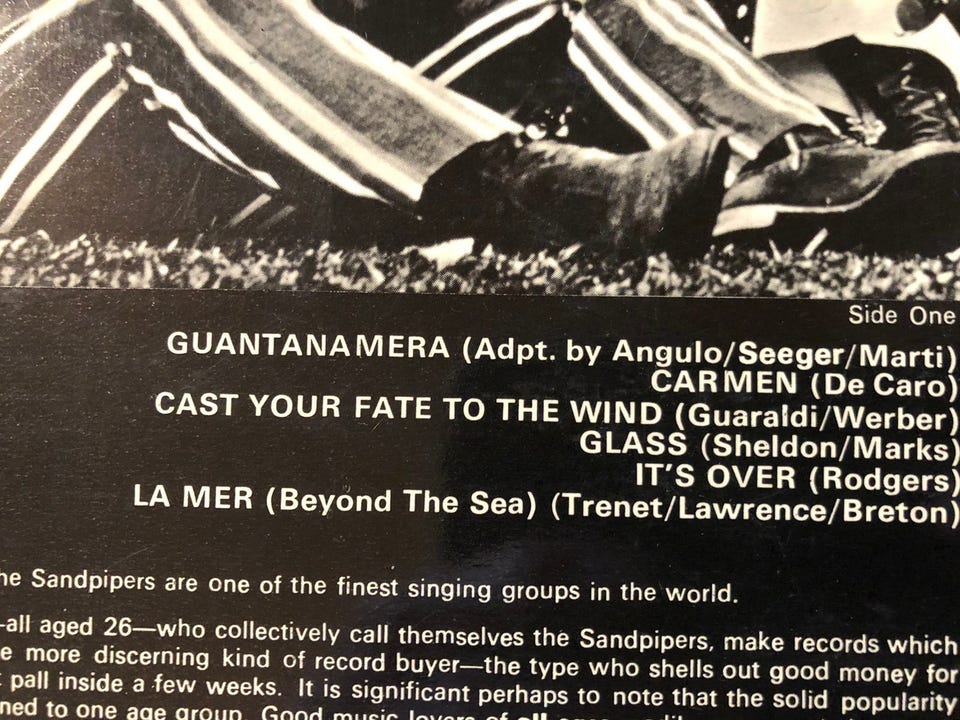 Side One
GUANTANAMERA (Adpt. by Angulo/Seeger/Marti)
CARMEN (De Caro)
CAST YOUR FATE TO THE WIND (Guaraldi/Werber)
GLASS (Sheldon/Marks)
IT'S OVER (Rodgers)
LA MER (Beyond The Sea) (Trenet/Lawrence/Breton)
Sandpipers are one of the finest singing groups in the world.
—all aged 26—who collectively call themselves the Sandpipers, make records which
more discerning kind of record buyer—the type who shells out good money for
pall inside a few weeks. It is significant perhaps to note that the solid popularity
to one age group. Good music lovers of all